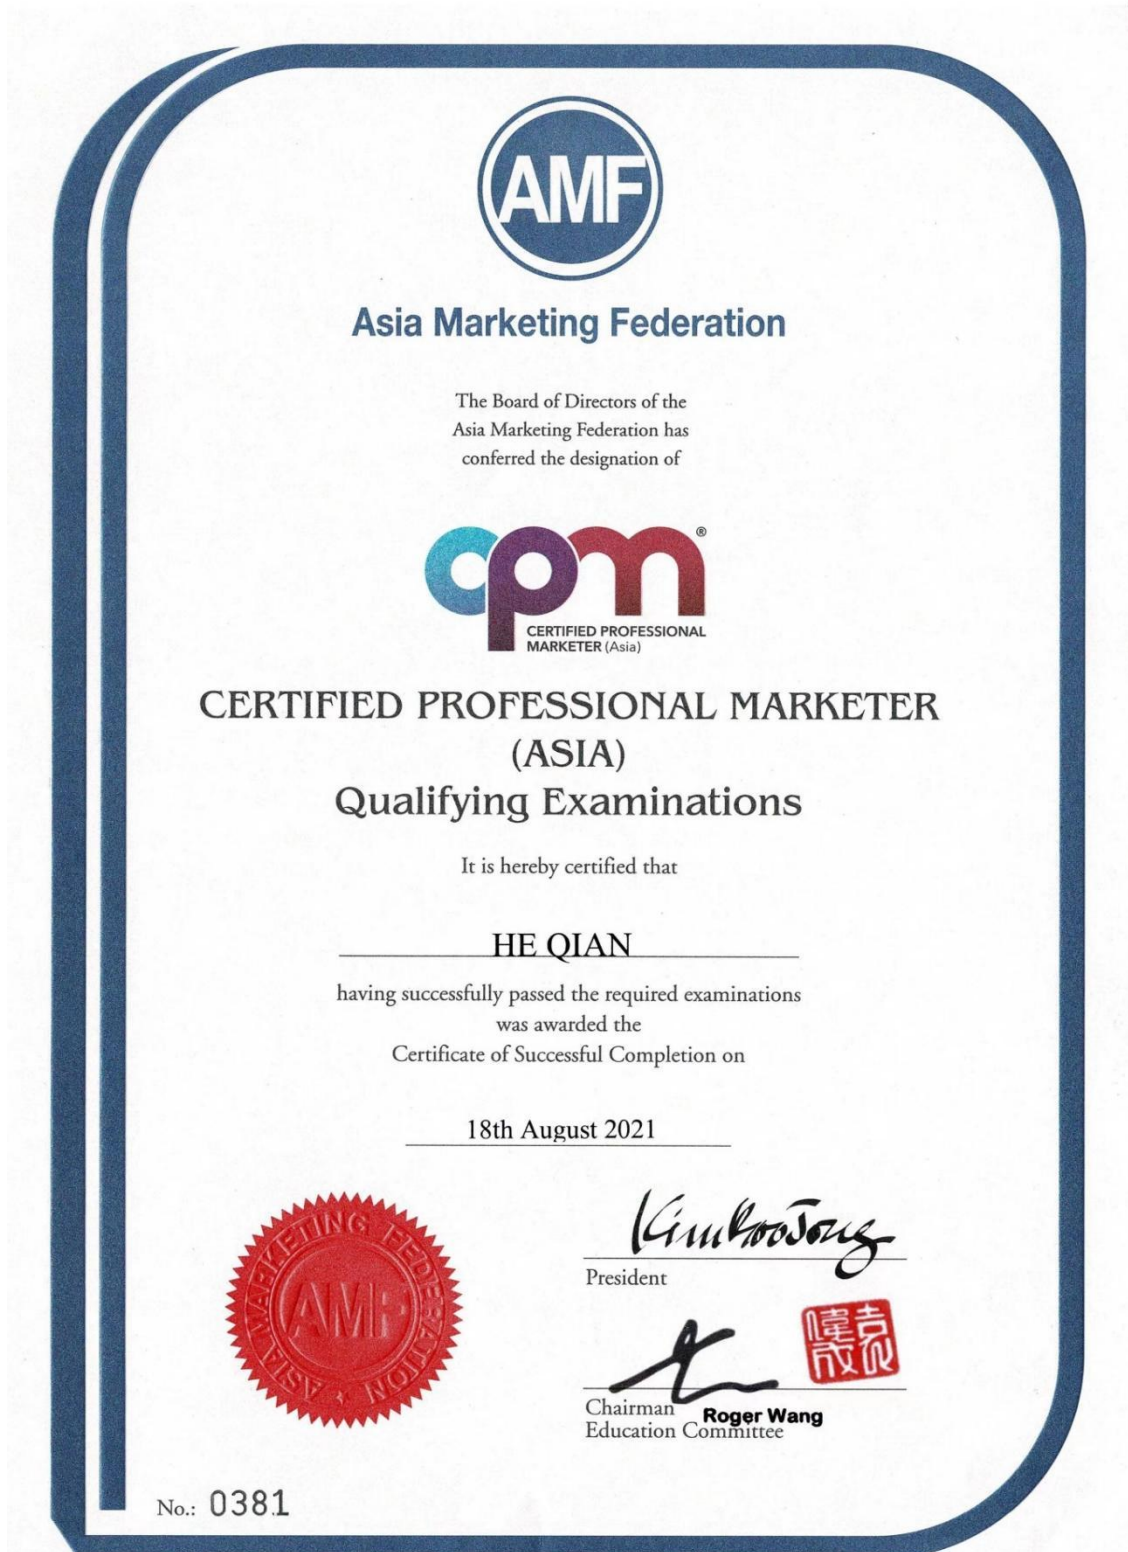 AMF
Asia Marketing Federation
The Board of Directors of the
Asia Marketing Federation has
conferred the designation of
cpm®
CERTIFIED PROFESSIONAL
MARKETER (Asia)
CERTIFIED PROFESSIONAL MARKETER
(ASIA)
Qualifying Examinations
It is hereby certified that
HE QIAN
having successfully passed the required examinations
was awarded the
Certificate of Successful Completion on
18th August 2021
ASIA MARKETING FEDERATION
AMF
President
袁偉成
Chairman
Roger Wang
Education Committee
No.: 0381